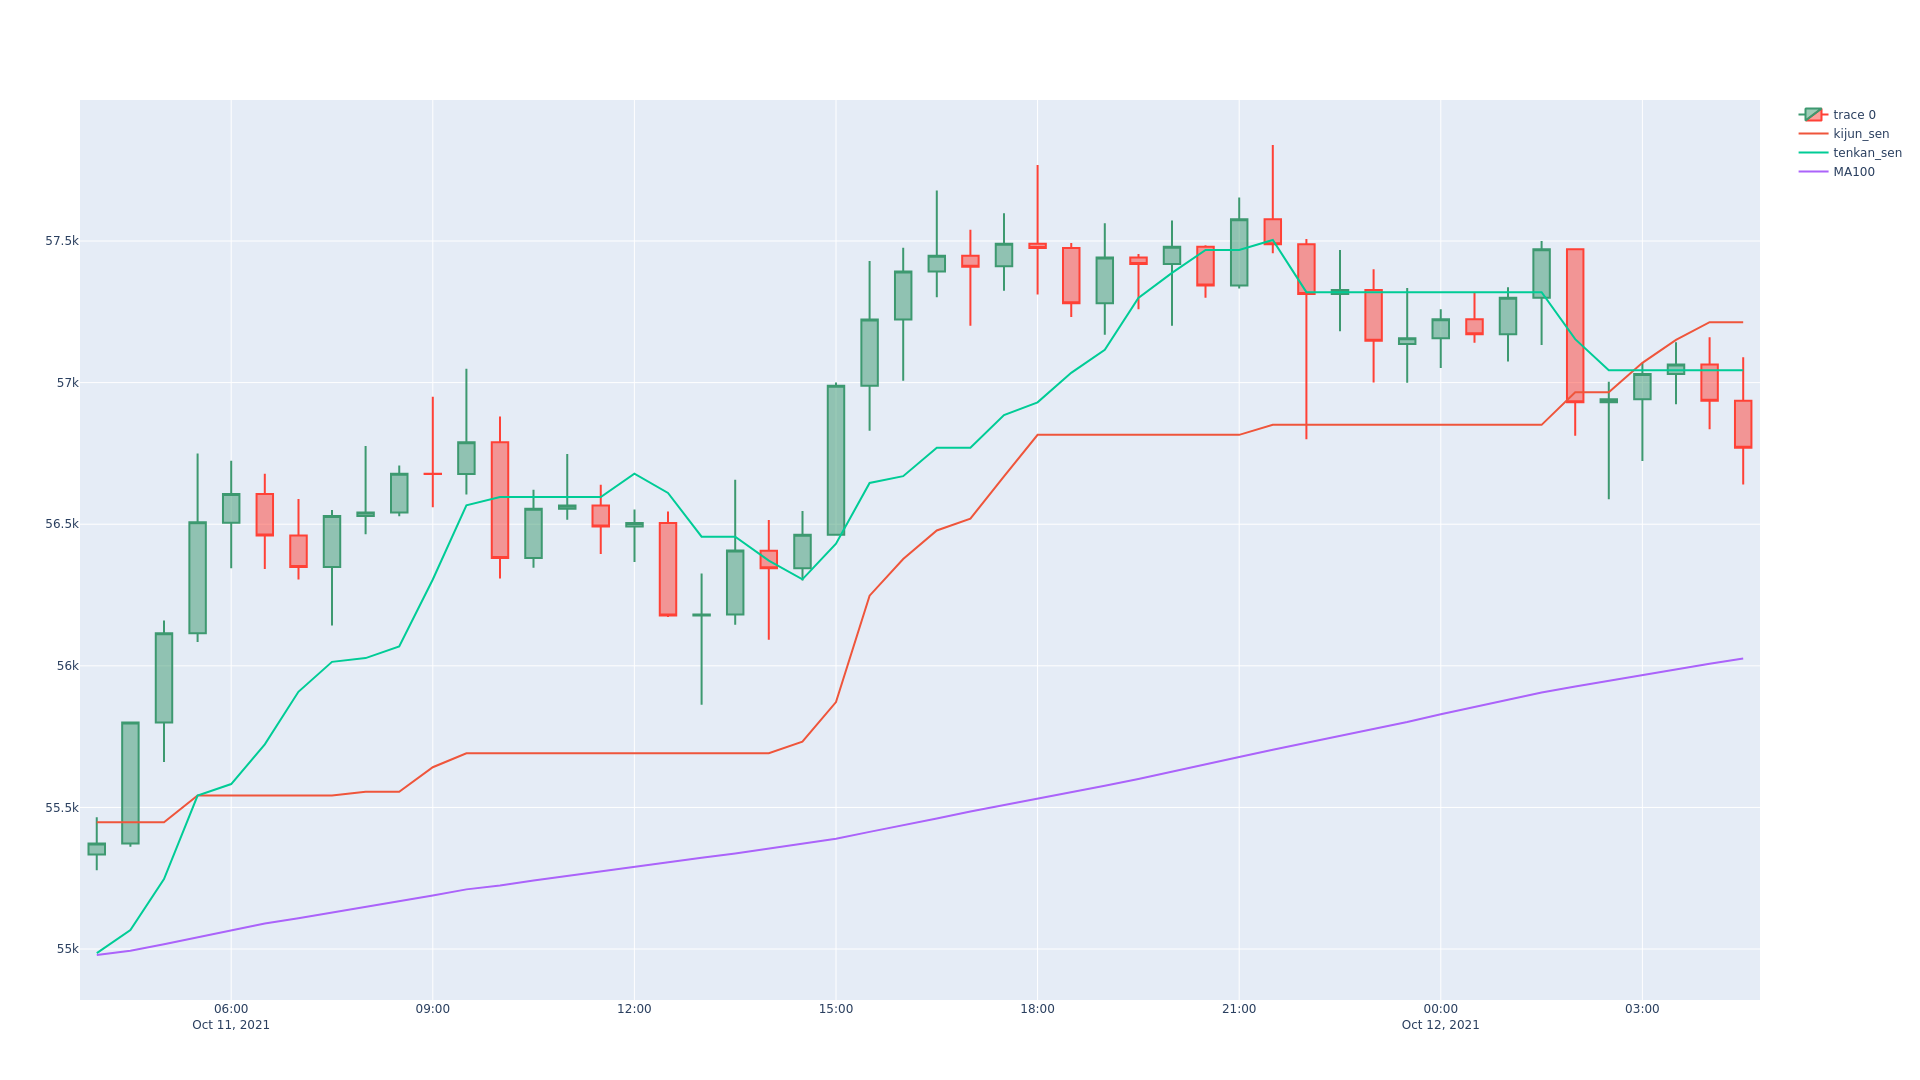 trace 0
kijun_sen
tenkan_sen
MA100
57.5k
57k
56.5k
56k
55.5k
55k
06:00 09:00 12:00 15:00 18:00 21:00 00:00 03:00
Oct 11, 2021 Oct 12, 2021